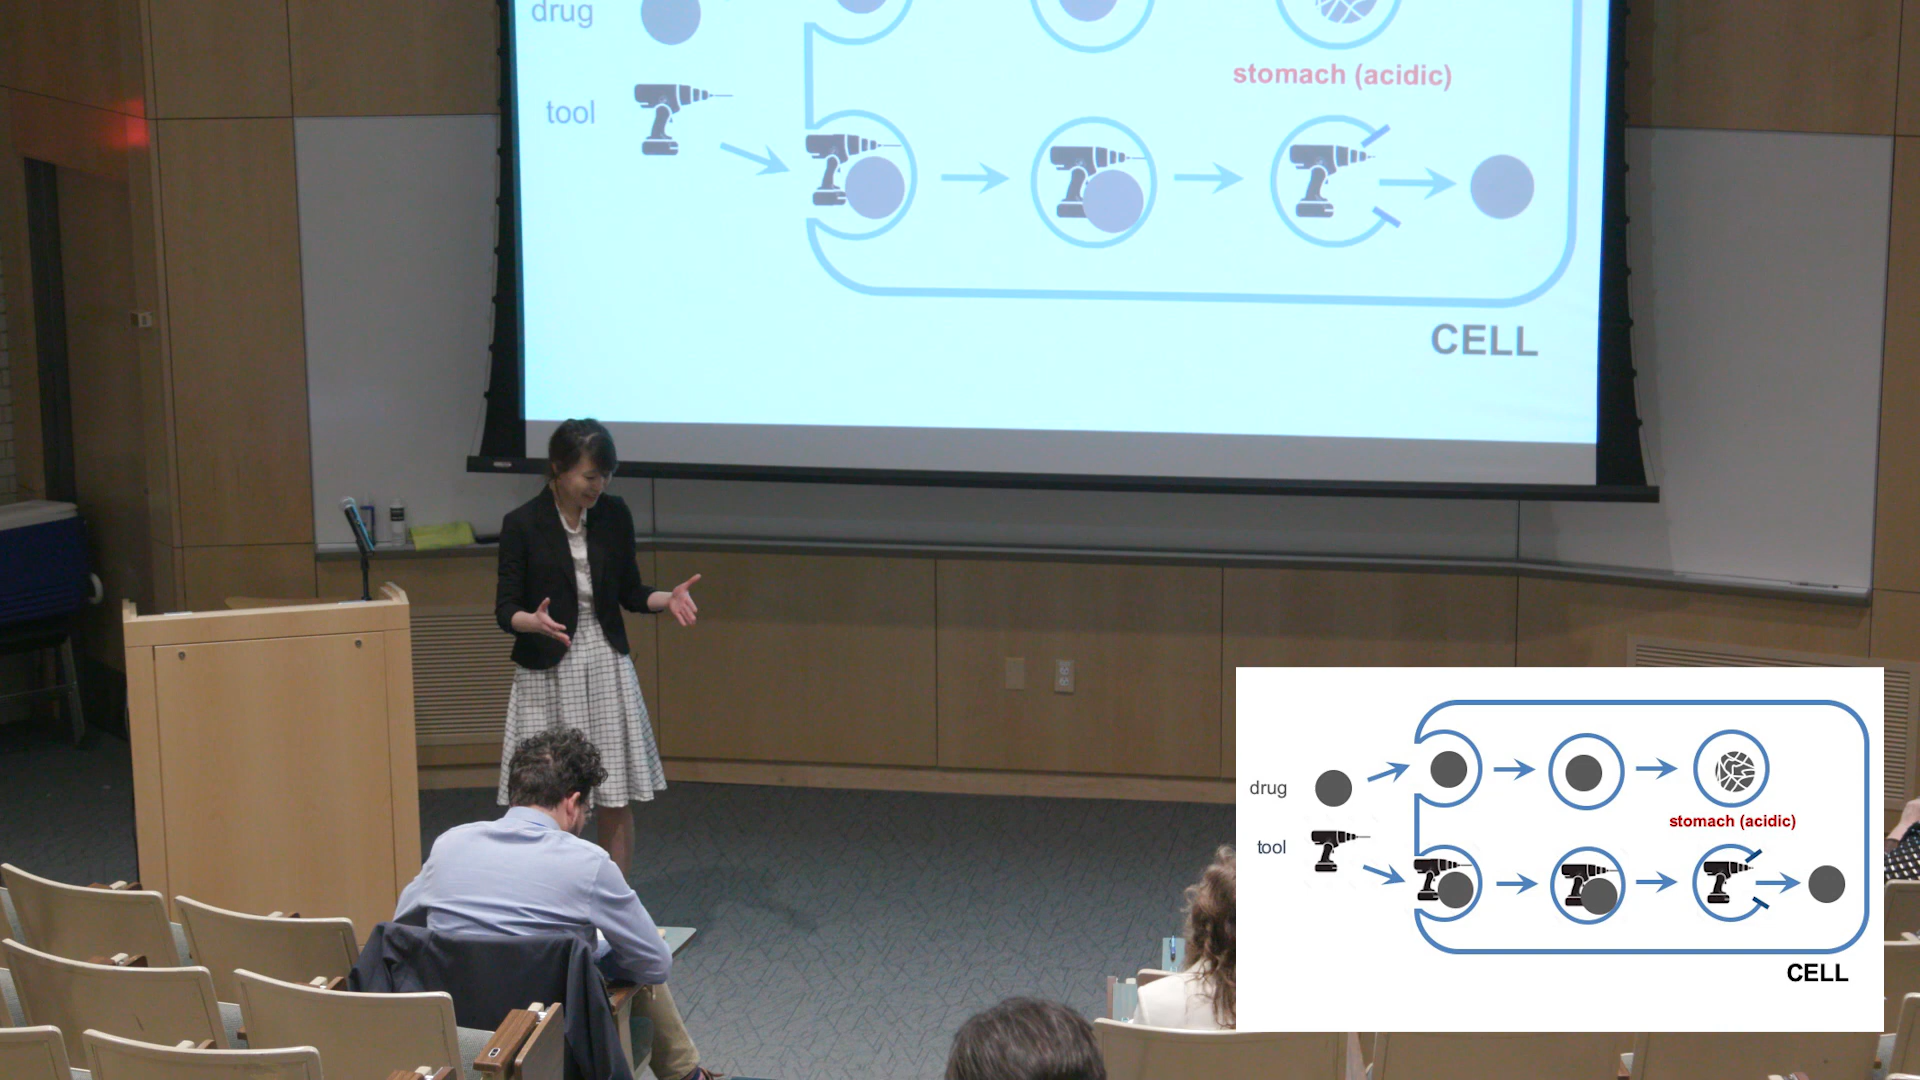 drug
stomach (acidic)
tool
CELL
drug
stomach (acidic)
tool
CELL